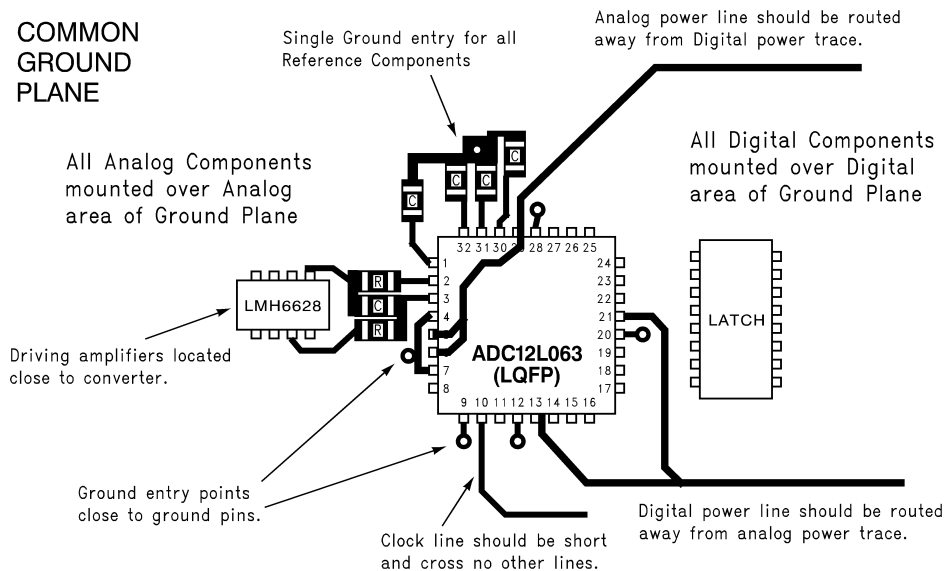 COMMON
GROUND
PLANE
Single Ground entry for all
Reference Components
Analog power line should be routed
away from Digital power trace.
All Analog Components
mounted over Analog
area of Ground Plane
All Digital Components
mounted over Digital
area of Ground Plane
C
C
C
C
32 31 30 29 28 27 26 25
1
2
3
4
7
8
24
23
22
21
20
19
18
17
R
C
R
LMH6628
LATCH
ADC12L063
(LQFP)
9 10 11 12 13 14 15 16
Driving amplifiers located
close to converter.
Ground entry points
close to ground pins.
Clock line should be short
and cross no other lines.
Digital power line should be routed
away from analog power trace.